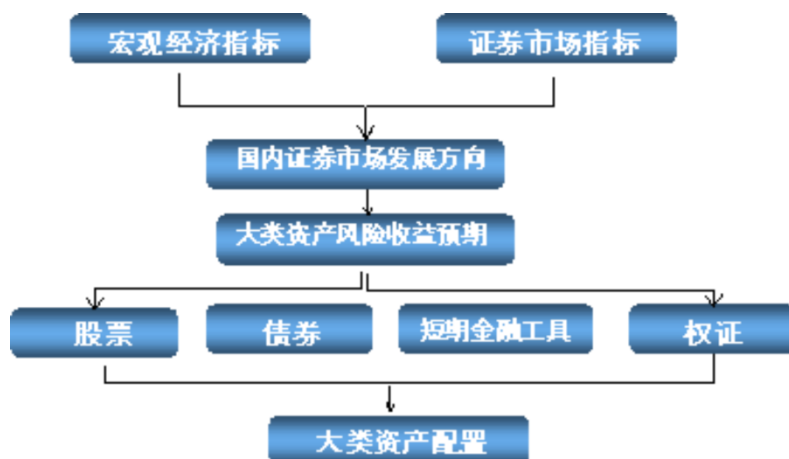 宏观经济指标
证券市场指标
国内证券市场发展方向
大类资产风险收益预期
股票
债券
短期金融工具
权证
大类资产配置